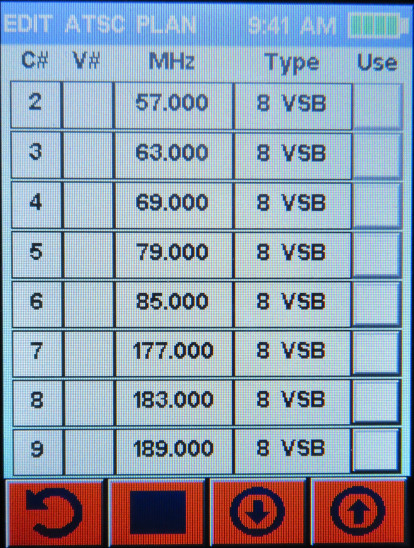 EDIT ATSC PLAN 9:41 AM
C# V# MHz Type Use
2 57.000 8 VSB
3 63.000 8 VSB
4 69.000 8 VSB
5 79.000 8 VSB
6 85.000 8 VSB
7 177.000 8 VSB
8 183.000 8 VSB
9 189.000 8 VSB